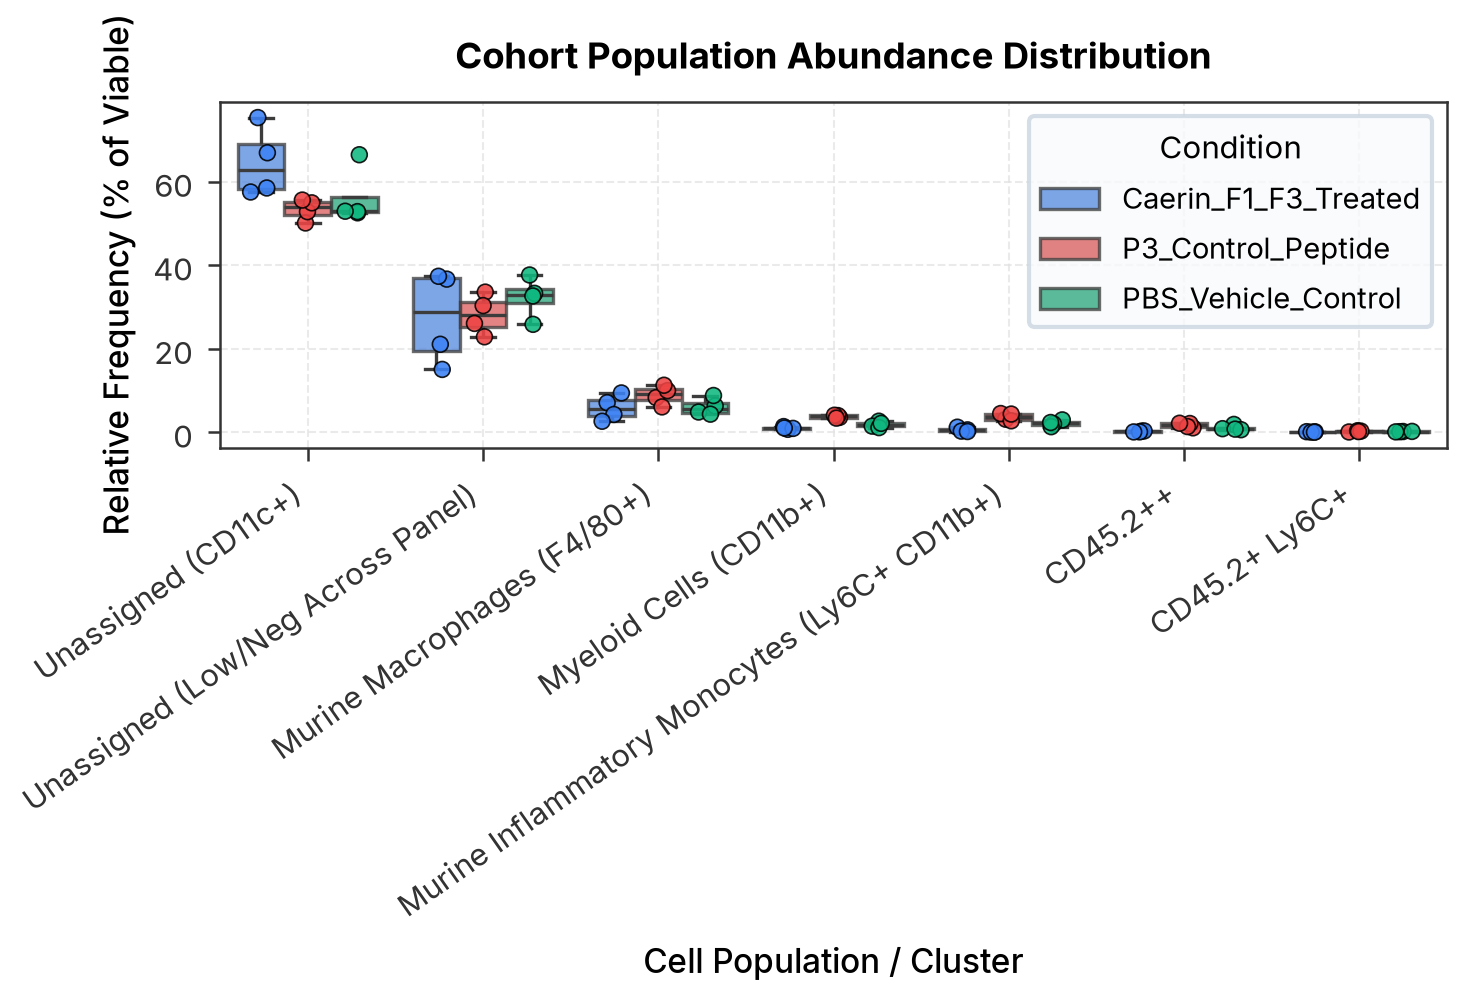 Cohort Population Abundance Distribution
Relative Frequency (% of Viable)
60
40
20
0
Condition
Caerin_F1_F3_Treated
P3_Control_Peptide
PBS_Vehicle_Control
Unassigned (CD11c+)
Unassigned (Low/Neg Across Panel)
Murine Macrophages (F4/80+)
Myeloid Cells (CD11b+)
Murine Inflammatory Monocytes (Ly6C+ CD11b+)
CD45.2++
CD45.2+ Ly6C+
Cell Population / Cluster